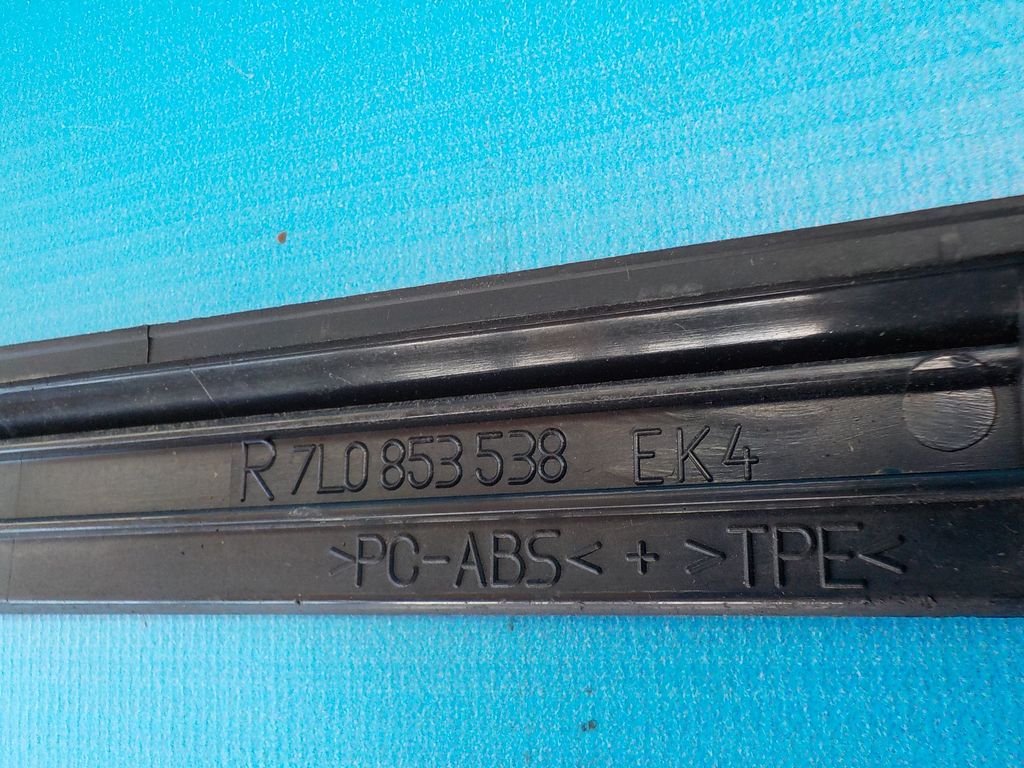 R 7L0 853 538 EK4
>PC-ABS< + >TPE<